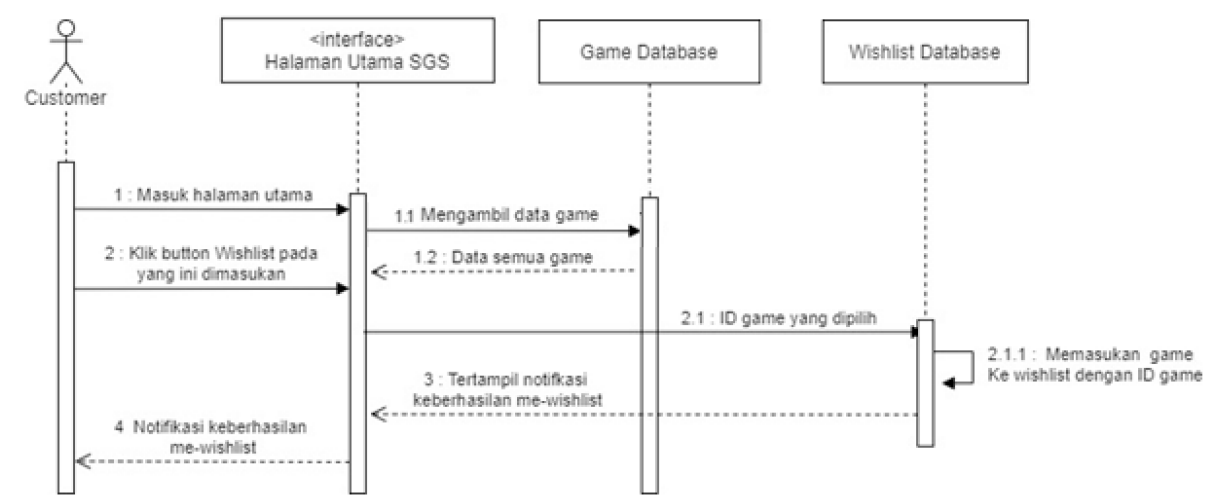 <interface>
Halaman Utama SGS
Game Database
Wishlist Database
Customer
1 : Masuk halaman utama
1.1 Mengambil data game
2 : Klik button Wishlist pada
yang ini dimasukan
1.2 : Data semua game
2.1 : ID game yang dipilih
2.1.1 : Memasukan game
Ke wishlist dengan ID game
3 : Tertampil notifkasi
keberhasilan me-wishlist
4 Notifikasi keberhasilan
me-wishlist